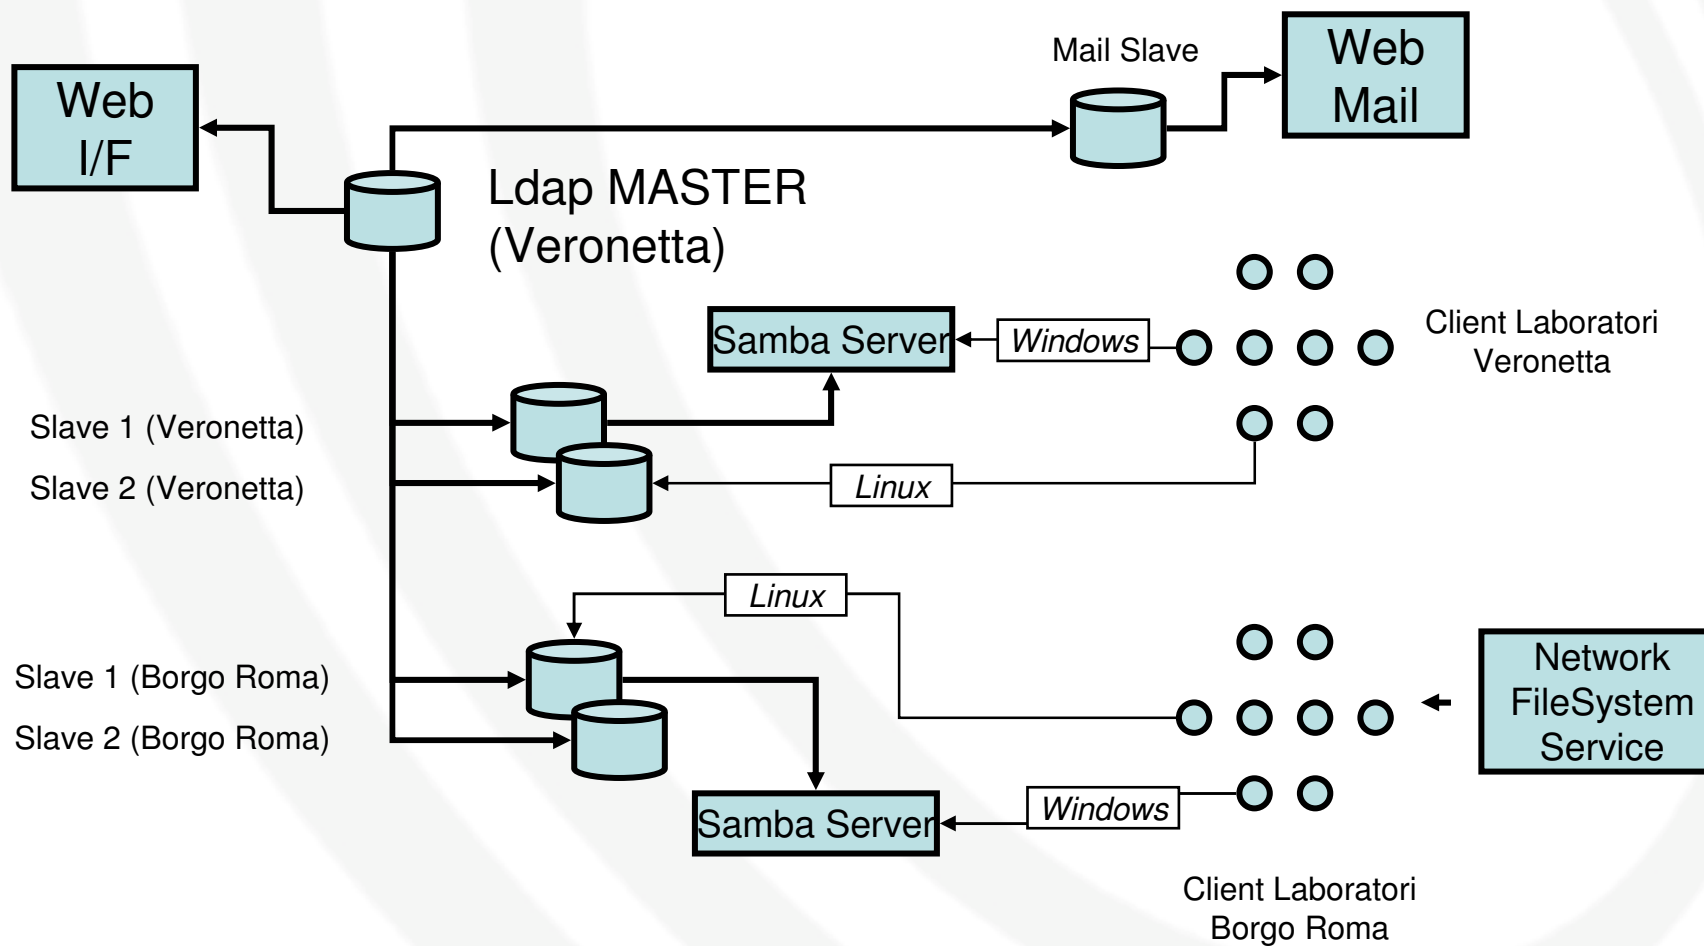 Mail Slave
Web
Mail
Web
I/F
Ldap MASTER
(Veronetta)
Samba Server
Windows
Client Laboratori
Veronetta
Slave 1 (Veronetta)
Slave 2 (Veronetta)
Linux
Linux
Slave 1 (Borgo Roma)
Slave 2 (Borgo Roma)
Network
FileSystem
Service
Samba Server
Windows
Client Laboratori
Borgo Roma